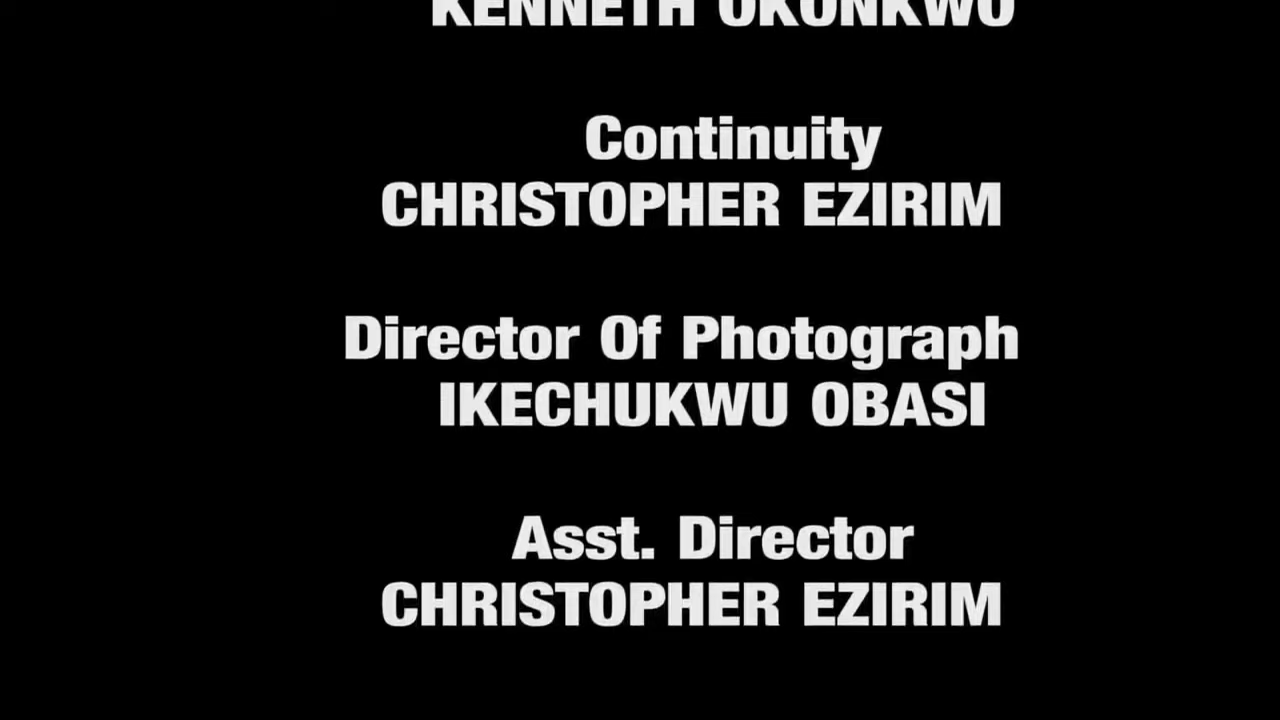 KENNETH OKONKWO
Continuity
CHRISTOPHER EZIRIM
Director Of Photograph
IKECHUKWU OBASI
Asst. Director
CHRISTOPHER EZIRIM